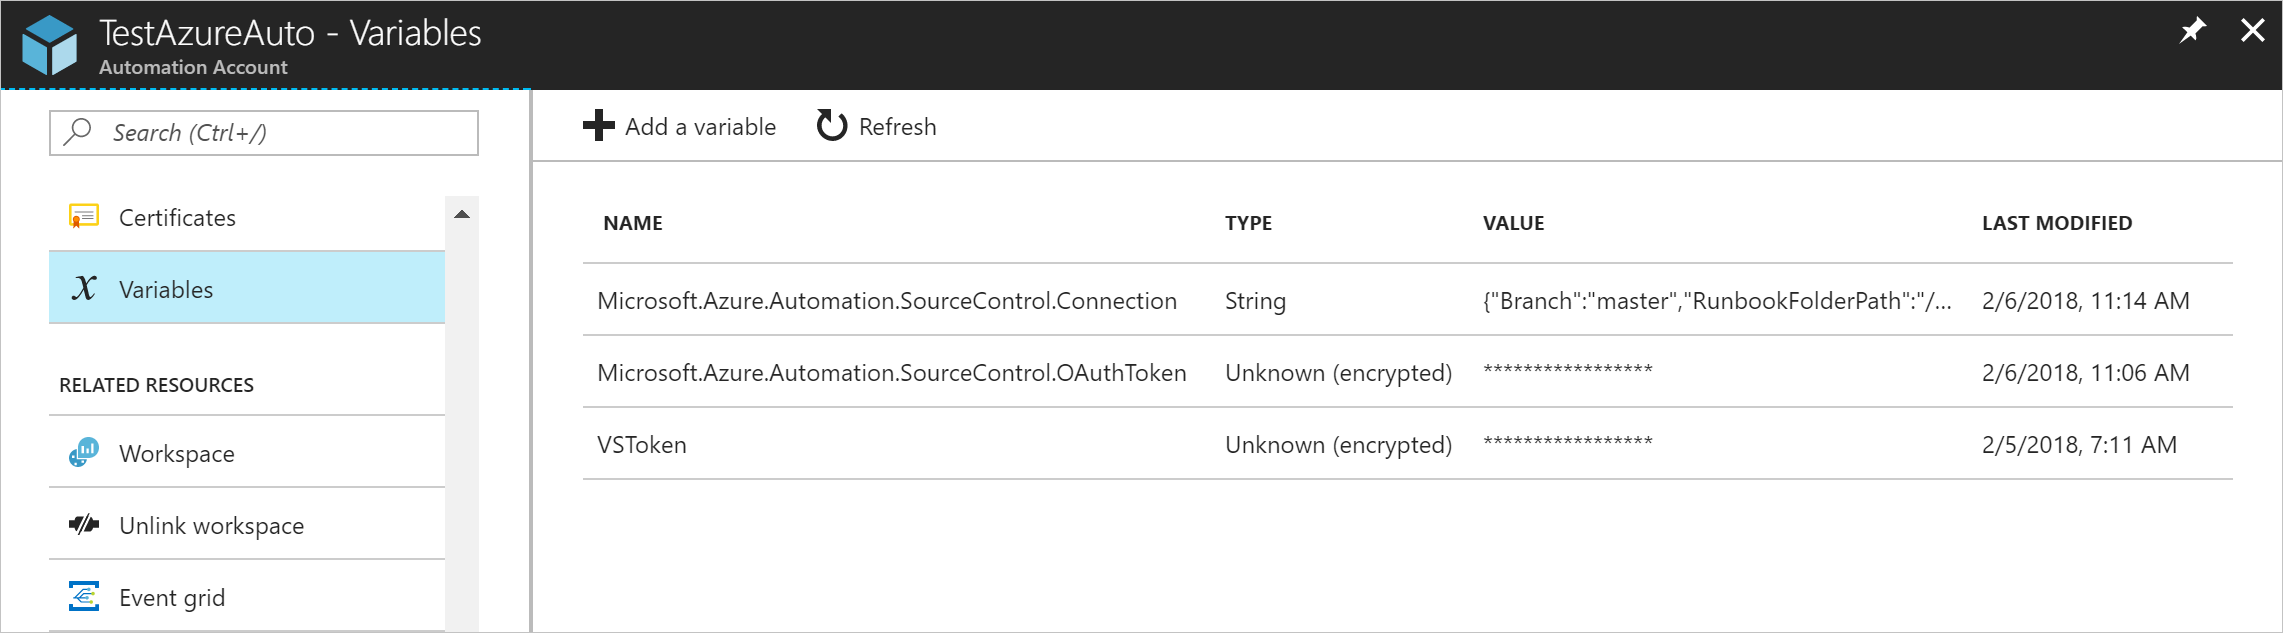 TestAzureAuto - Variables
Automation Account
Search (Ctrl+/)
Certificates
Variables
RELATED RESOURCES
Workspace
Unlink workspace
Event grid
Add a variable Refresh
NAME TYPE VALUE LAST MODIFIED
Microsoft.Azure.Automation.SourceControl.Connection String {"Branch":"master","RunbookFolderPath":"/... 2/6/2018, 11:14 AM
Microsoft.Azure.Automation.SourceControl.OAuthToken Unknown (encrypted) ***************** 2/6/2018, 11:06 AM
VSToken Unknown (encrypted) ***************** 2/5/2018, 7:11 AM